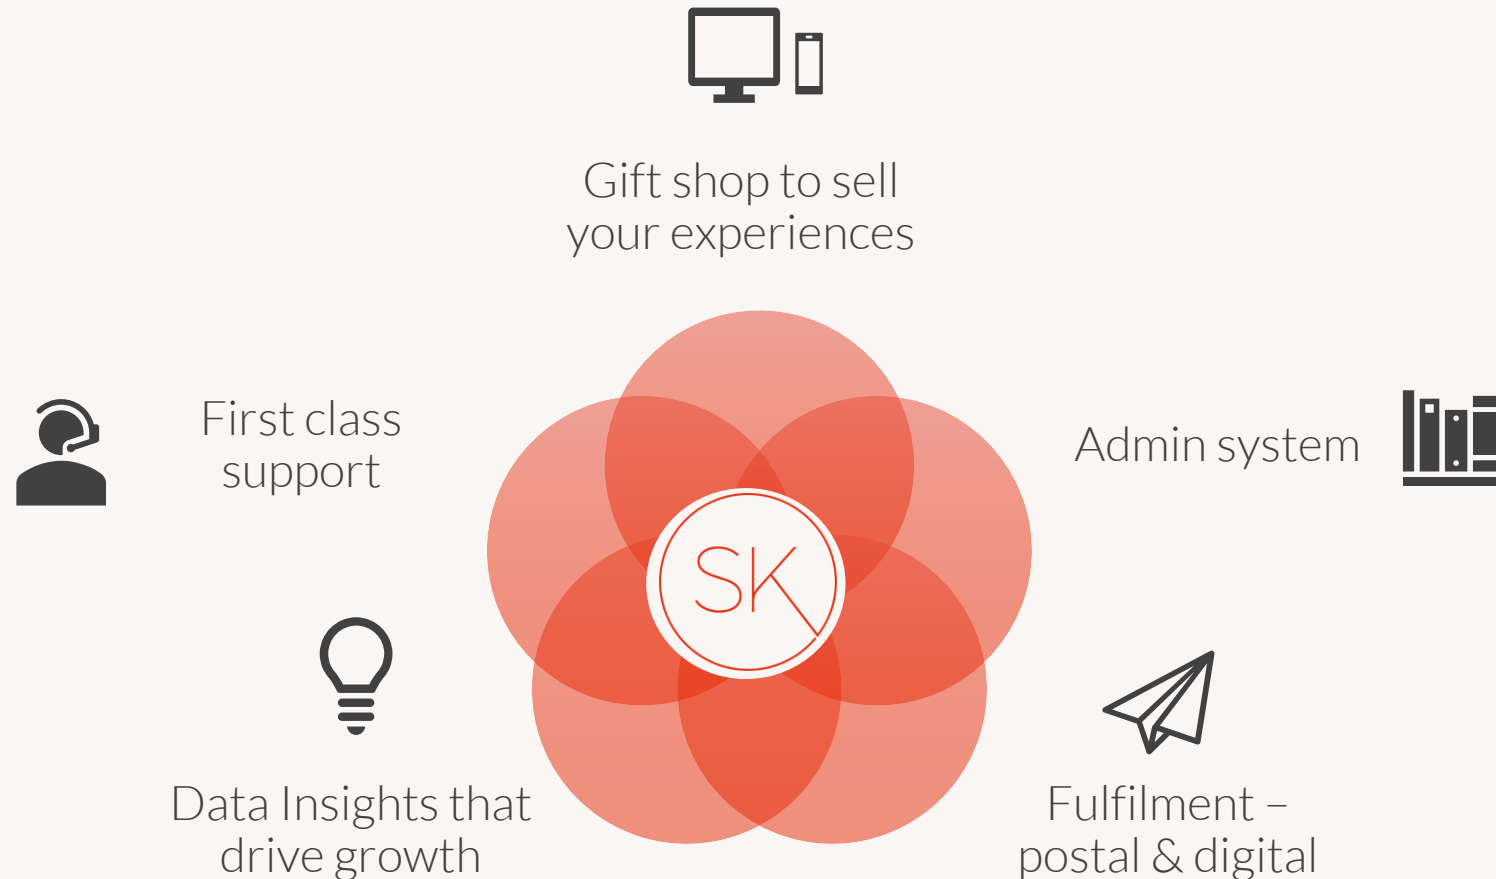 Gift shop to sell
your experiences
First class
support
Admin system
SK
Data Insights that
drive growth
Fulfilment –
postal & digital